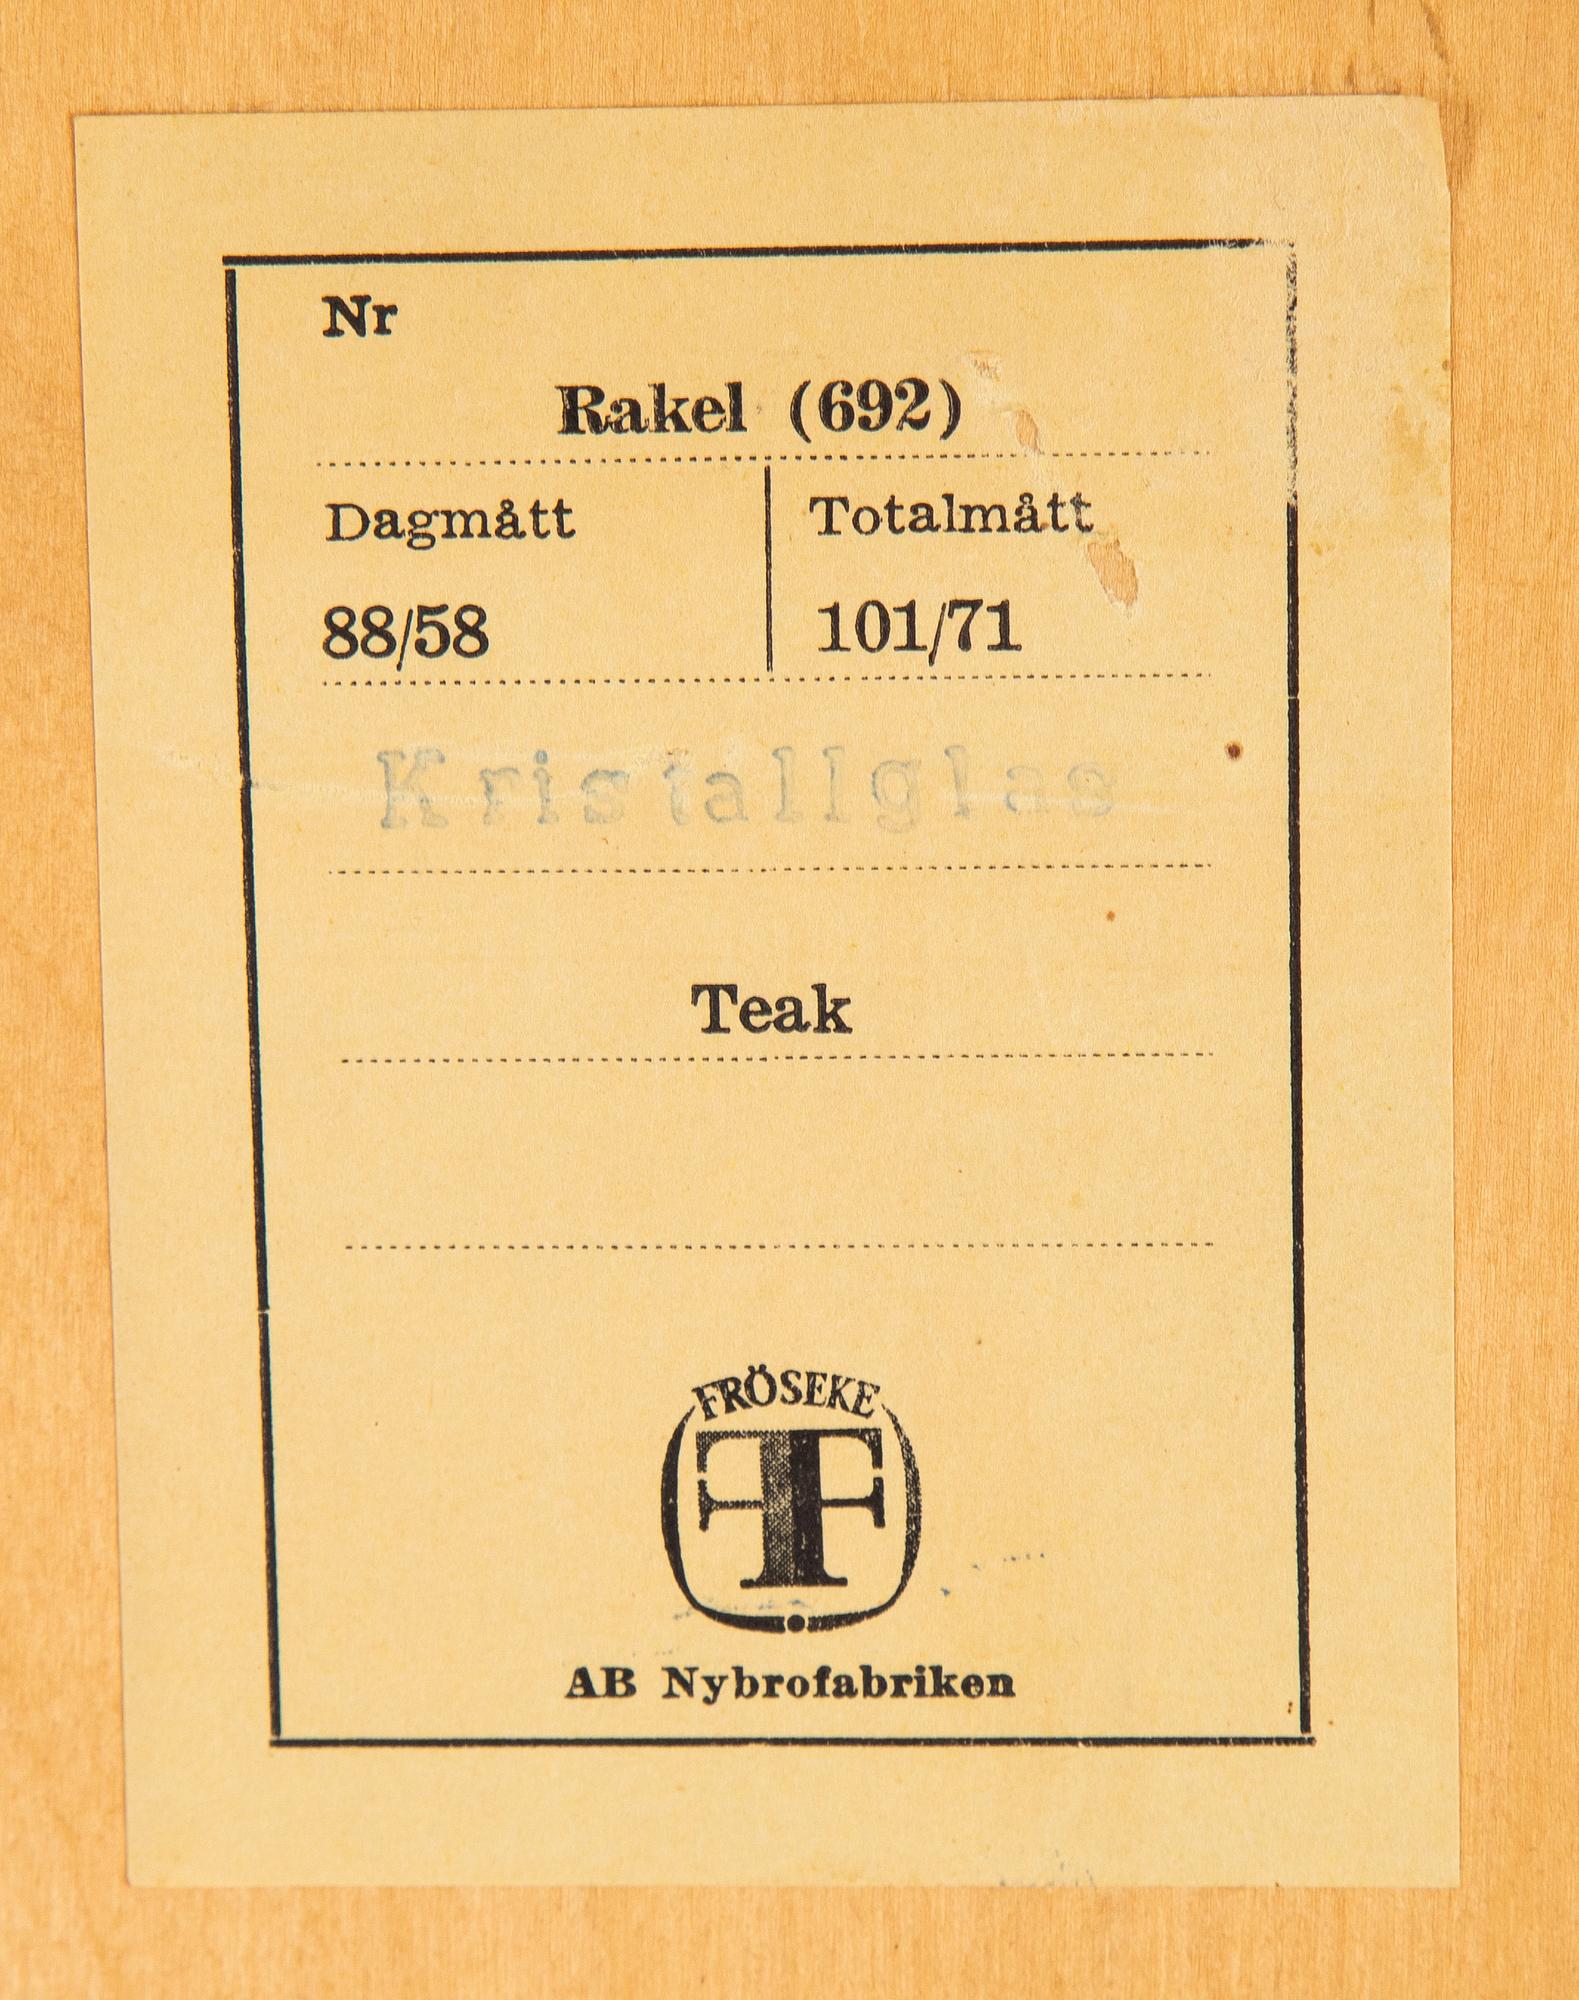 Nr
Rakel (692)
Dagmått
Totalmått
88/58
101/71
Kristallglas
Teak
FRÖSEKE
F
AB Nybrofabriken